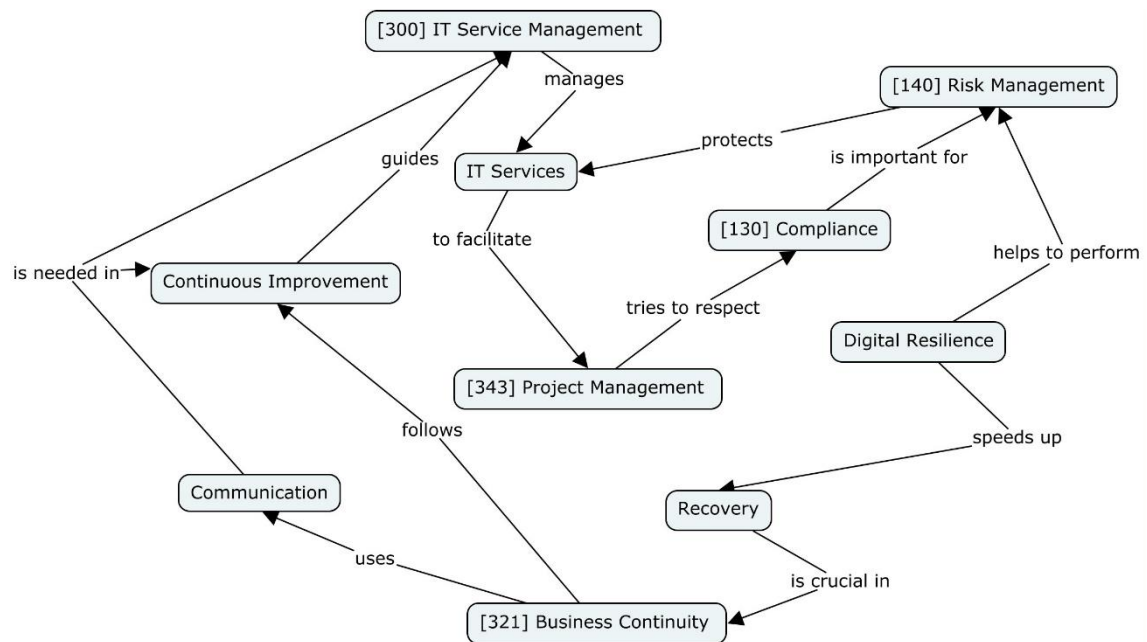 [300] IT Service Management
manages
[140] Risk Management
protects
guides
is important for
IT Services
[130] Compliance
to facilitate
helps to perform
is needed in
Continuous Improvement
tries to respect
Digital Resilience
[343] Project Management
follows
speeds up
Communication
Recovery
uses
is crucial in
[321] Business Continuity